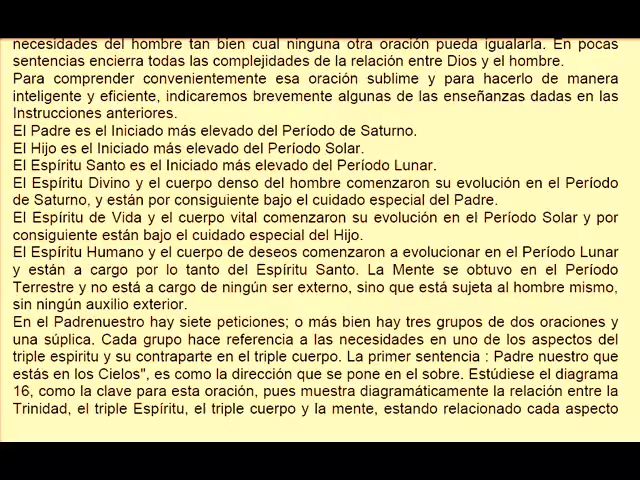 necesidades del hombre tan bien cual ninguna otra oración pueda igualarla. En pocas
sentencias encierra todas las complejidades de la relación entre Dios y el hombre.
Para comprender convenientemente esa oración sublime y para hacerlo de manera
inteligente y eficiente, indicaremos brevemente algunas de las enseñanzas dadas en las
Instrucciones anteriores.
El Padre es el Iniciado más elevado del Período de Saturno.
El Hijo es el Iniciado más elevado del Período Solar.
El Espíritu Santo es el Iniciado más elevado del Período Lunar.
El Espíritu Divino y el cuerpo denso del hombre comenzaron su evolución en el Período
de Saturno, y están por consiguiente bajo el cuidado especial del Padre.
El Espíritu de Vida y el cuerpo vital comenzaron su evolución en el Período Solar y por
consiguiente están bajo el cuidado especial del Hijo.
El Espíritu Humano y el cuerpo de deseos comenzaron a evolucionar en el Período Lunar
y están a cargo por lo tanto del Espíritu Santo. La Mente se obtuvo en el Período
Terrestre y no está a cargo de ningún ser externo, sino que está sujeta al hombre mismo,
sin ningún auxilio exterior.
En el Padrenuestro hay siete peticiones; o más bien hay tres grupos de dos oraciones y
una súplica. Cada grupo hace referencia a las necesidades en uno de los aspectos del
triple espiritu y su contraparte en el triple cuerpo. La primer sentencia : Padre nuestro que
estás en los Cielos", es como la dirección que se pone en el sobre. Estúdiese el diagrama
16, como la clave para esta oración, pues muestra diagramáticamente la relación entre la
Trinidad, el triple Espíritu, el triple cuerpo y la mente, estando relacionado cada aspecto